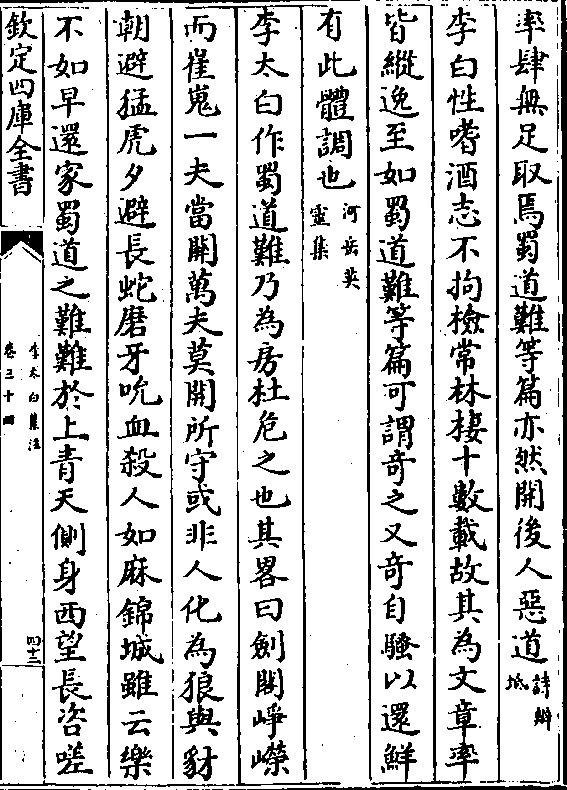 率肆無足取焉蜀道難等篇亦然開後人惡道詩辯坻
李白性嗜酒志不拘檢常林棲十數載故其為文章率
皆縱逸至如蜀道難等篇可謂奇之又奇自騷以還鮮
有此體調也河岳英靈集
李太白作蜀道難乃為房杜危之也其畧曰劍閣崢嶸
而崔嵬一夫當關萬夫莫開所守或非人化為狼與豺
朝避猛虎夕避長蛇磨牙吮血殺人如麻錦城雖云樂
不如早還家蜀道之難難於上青天側身西望長咨嗟
欽定四庫全書
李太白集注
卷三十四
四十三